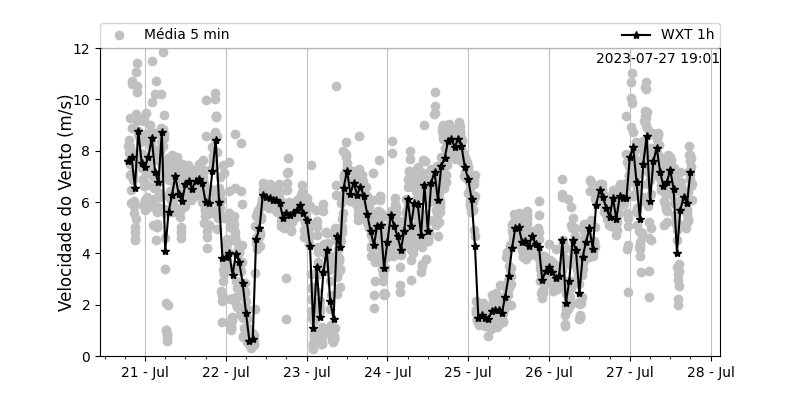 Média 5 min
WXT 1h
2023-07-27 19:01
Velocidade do Vento (m/s)
12
10
8
6
4
2
0
21 - Jul
22 - Jul
23 - Jul
24 - Jul
25 - Jul
26 - Jul
27 - Jul
28 - Jul